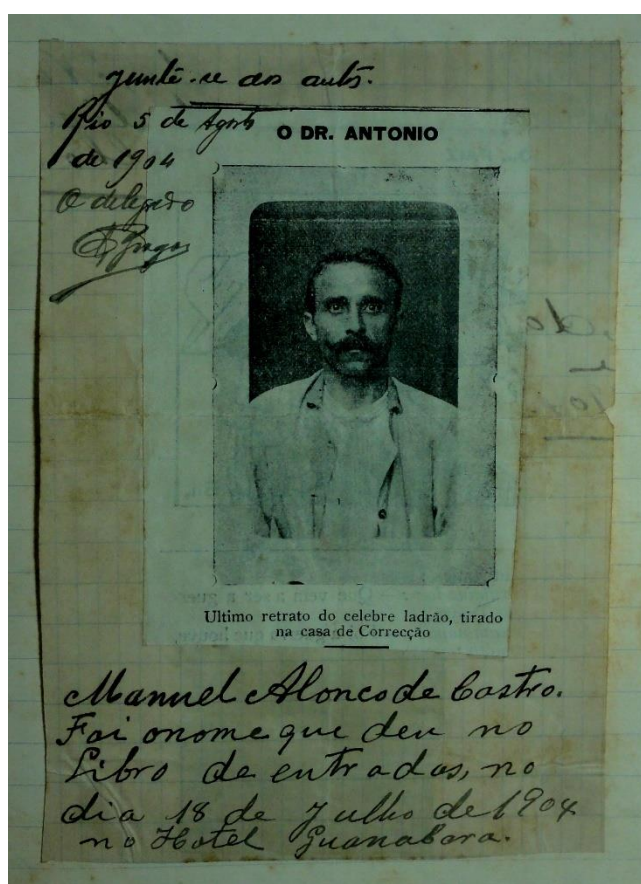 Junte-se aos autos.
Rio 5 de Agosto
de 1904
O delegado
O DR. ANTONIO
Ultimo retrato do celebre ladrão, tirado
na casa de Correcção
Manuel Alonco de Castro.
Foi o nome que deu no
Libro de entradas, no
dia 18 de Julho de 1904
no Hotel Guanabara.